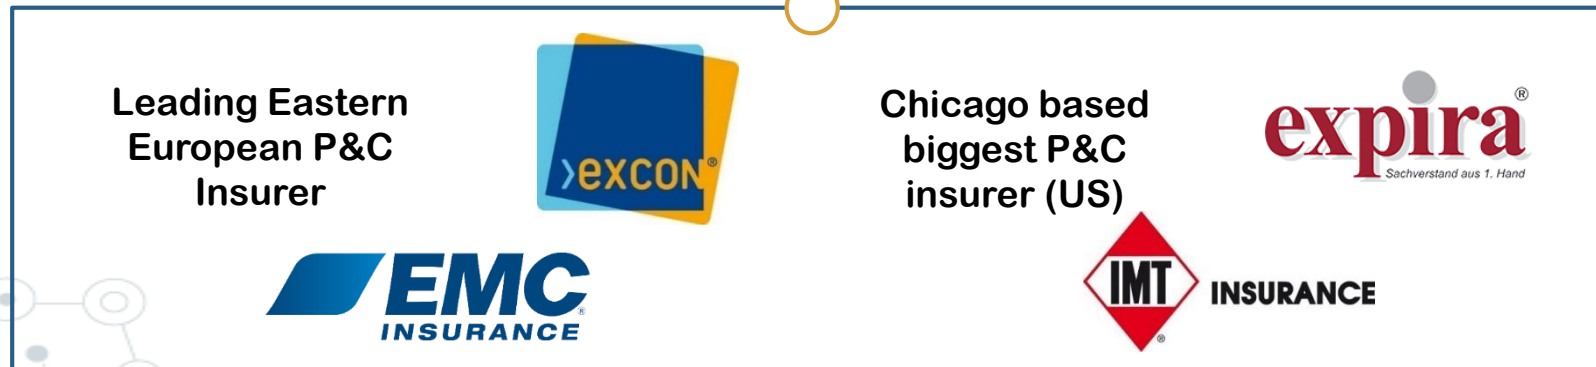 Leading Eastern
European P&C
Insurer
>excon®
Chicago based
biggest P&C
insurer (US)
expira®
Sachverstand aus 1. Hand
EMC®
INSURANCE
IMT®
INSURANCE